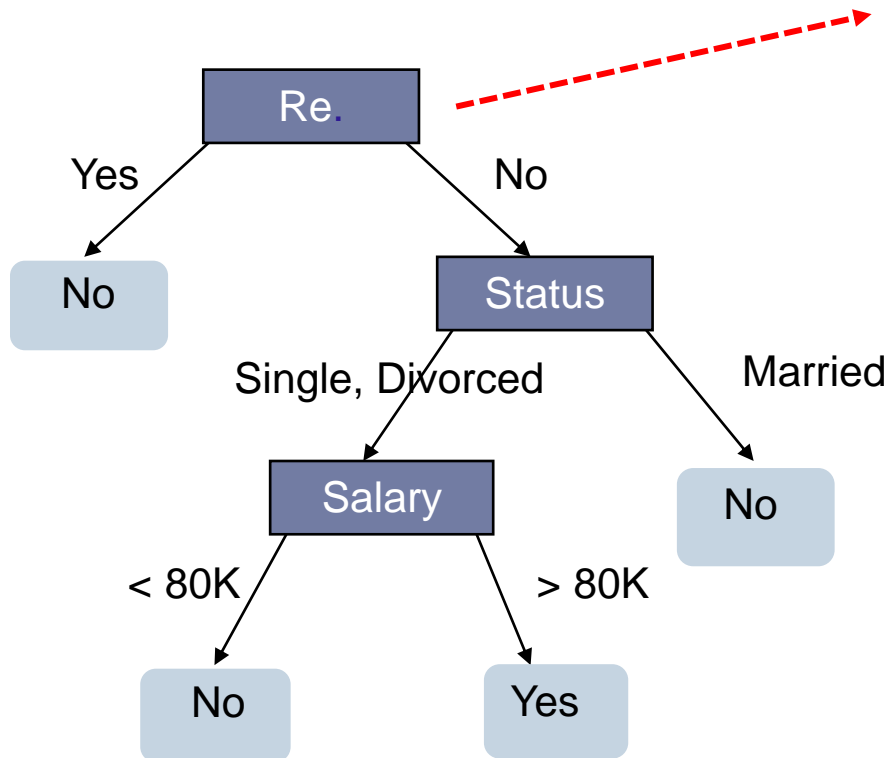 Re.
Yes
No
No
Status
Single, Divorced
Married
Salary
No
< 80K
> 80K
No
Yes